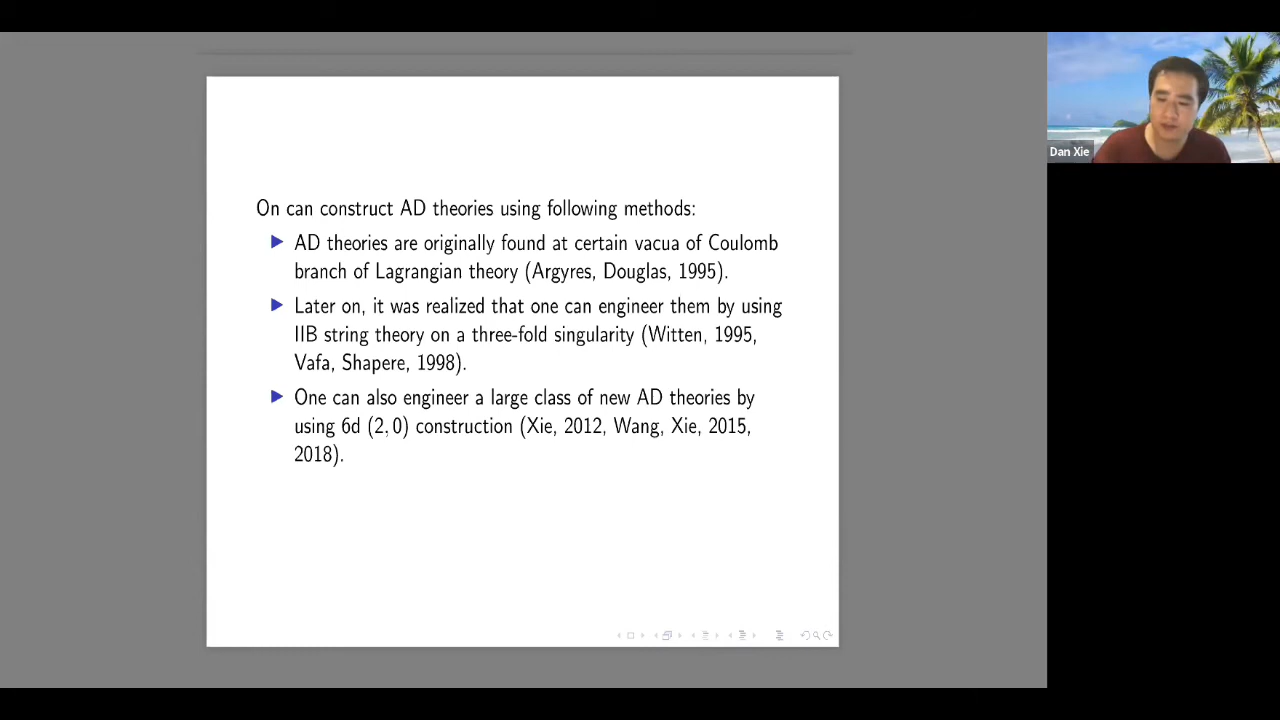 On can construct AD theories using following methods:
AD theories are originally found at certain vacua of Coulomb
branch of Lagrangian theory (Argyres, Douglas, 1995).
Later on, it was realized that one can engineer them by using
IIB string theory on a three-fold singularity (Witten, 1995,
Vafa, Shapere, 1998).
One can also engineer a large class of new AD theories by
using 6d (2, 0) construction (Xie, 2012, Wang, Xie, 2015,
2018).
Dan Xie